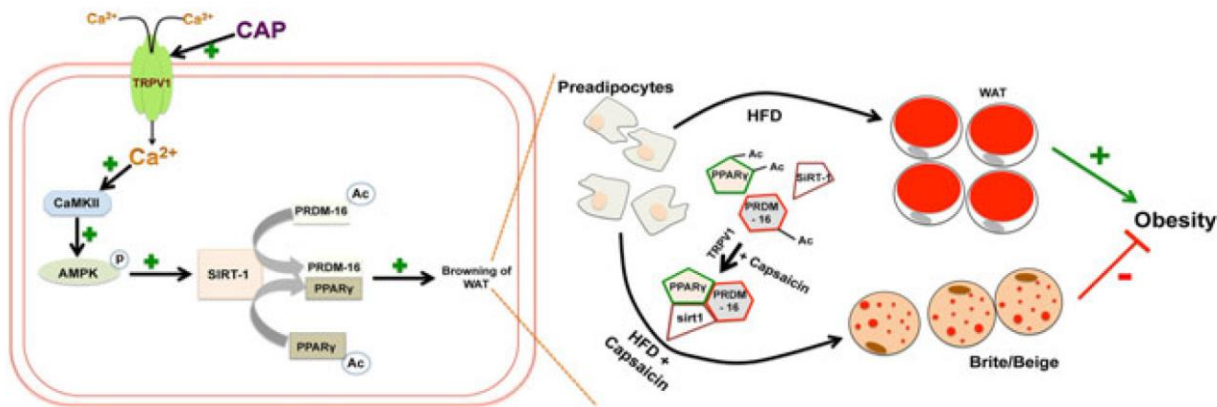 Ca2+
Ca2+
CAP
+
TRPV1
Ca2+
+
CaMKII
+
AMPK
P
+
SIRT-1
PRDM-16
Ac
PRDM-16
PPARγ
PPARγ
Ac
+
Browning of
WAT
Preadipocytes
HFD
WAT
PPARγ
Ac
Ac
SiRT-1
PRDM
- 16
Ac
TRPV1
+ Capsaicin
PPARγ
PRDM
- 16
sirt1
HFD +
Capsaicin
+
Obesity
-
Brite/Beige